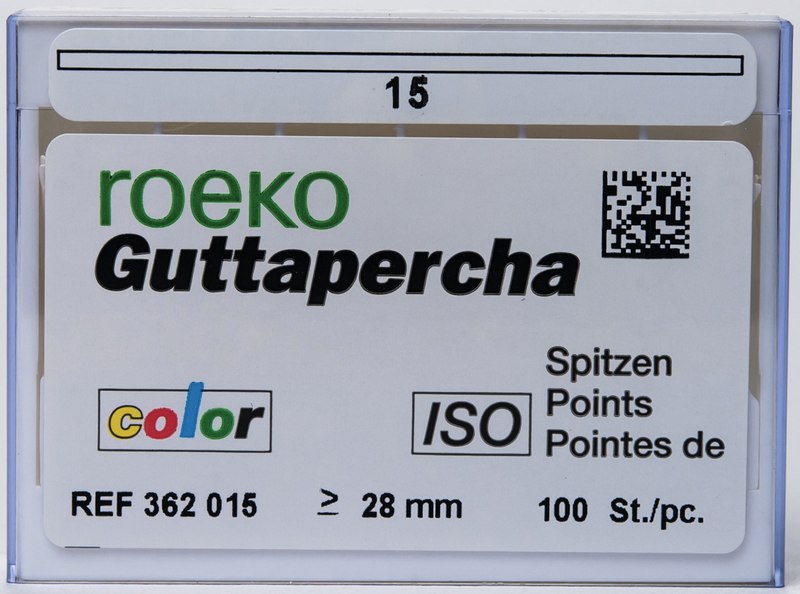 15
roeko
Guttapercha
color
ISO
Spitzen
Points
Pointes de
REF 362 015 ≥ 28 mm 100 St./pc.